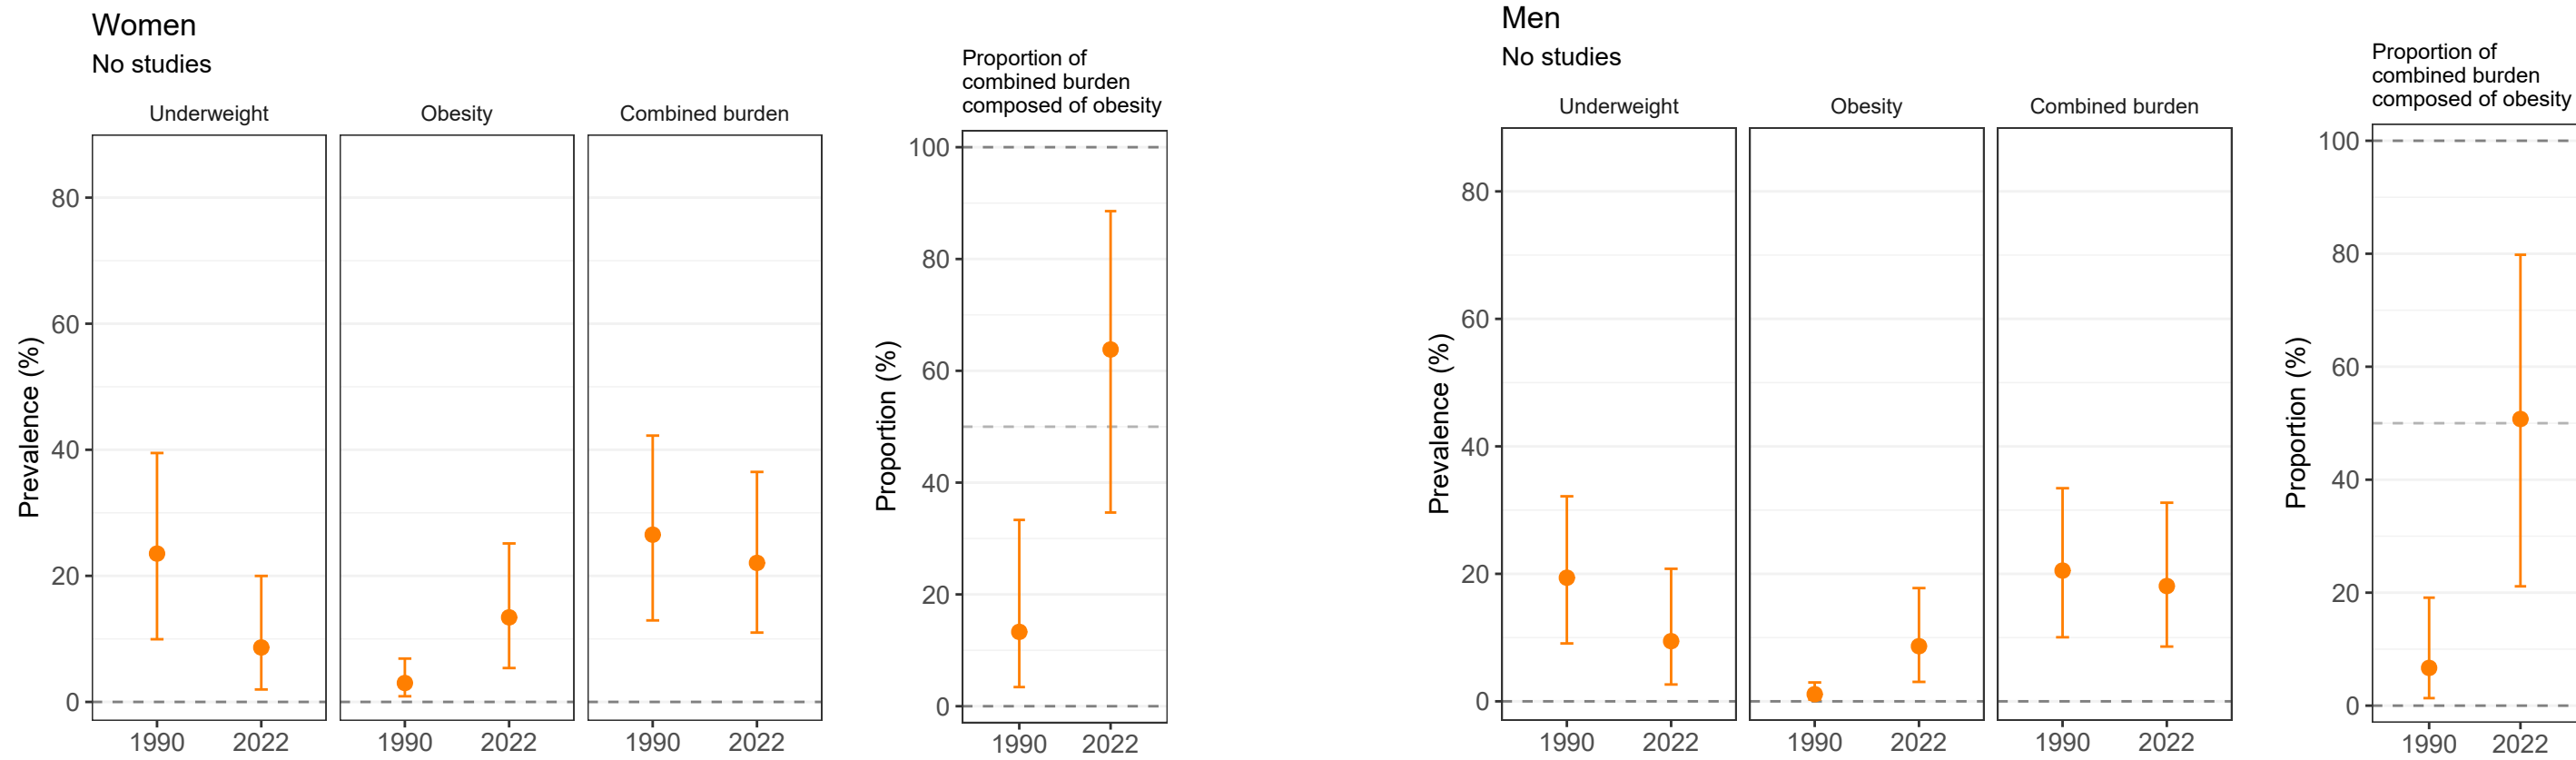 Women
No studies
Underweight
Obesity
Combined burden
Prevalence (%)
80
60
40
20
0
1990
2022
1990
2022
1990
2022
Proportion of
combined burden
composed of obesity
Proportion (%)
100
80
60
40
20
0
1990
2022
Men
No studies
Underweight
Obesity
Combined burden
Prevalence (%)
80
60
40
20
0
1990
2022
1990
2022
1990
2022
Proportion of
combined burden
composed of obesity
Proportion (%)
100
80
60
40
20
0
1990
2022